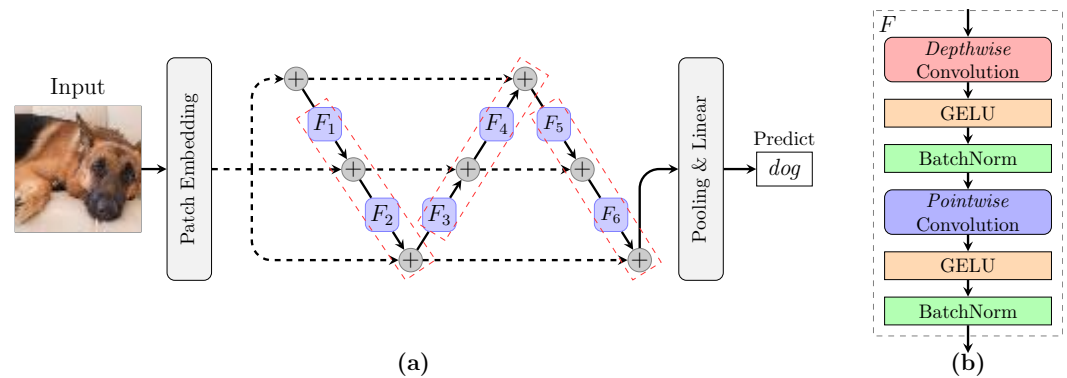 Input
Patch Embedding
+
+
F₁
F₄
F₅
+
+
+
F₂
F₃
F₆
+
+
Pooling & Linear
Predict
dog
(a)
F
Depthwise
Convolution
GELU
BatchNorm
Pointwise
Convolution
GELU
BatchNorm
(b)